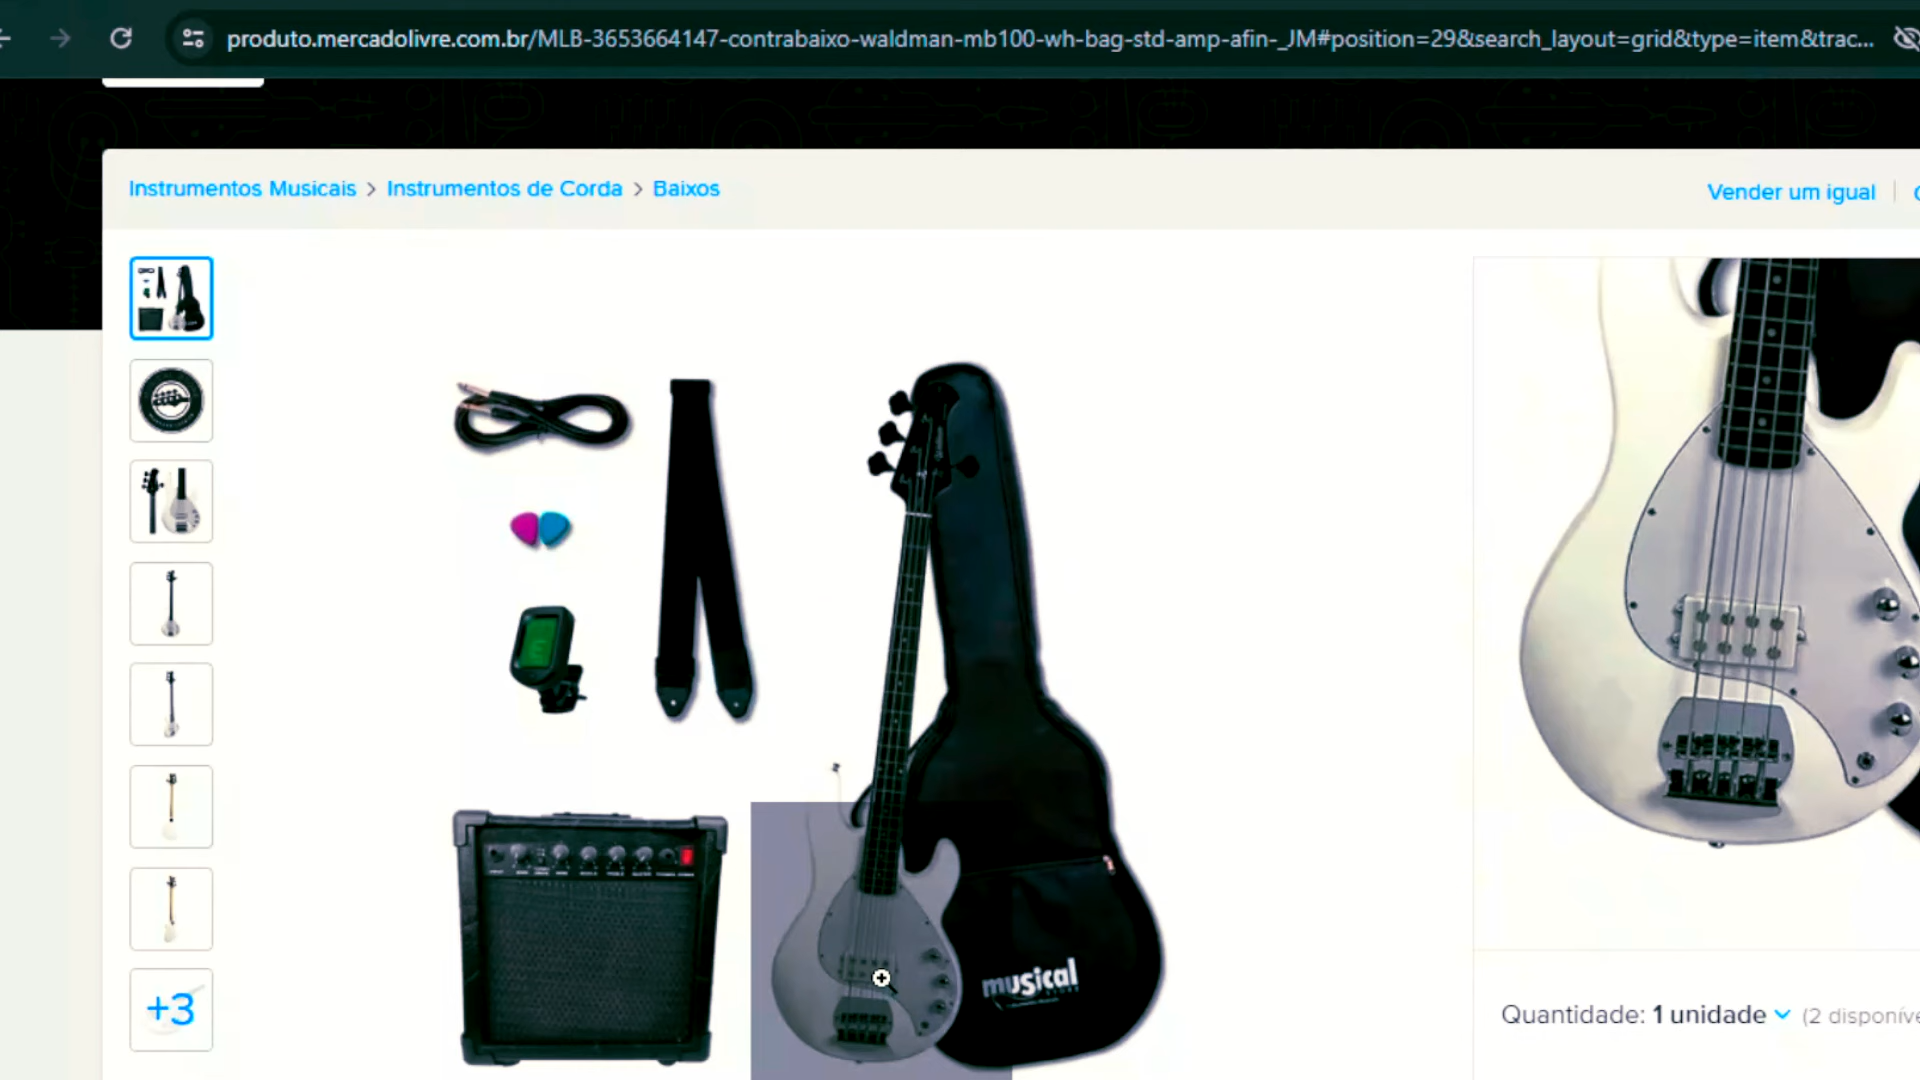 produto.mercadolivre.com.br/MLB-3653664147-contrabaixo-waldman-mb100-wh-bag-std-amp-afin-_JM#position=29&search_layout=grid&type=item&trac...
Instrumentos Musicais > Instrumentos de Corda > Baixos
Vender um igual
musical
+3
Quantidade: 1 unidade (2 disponíve